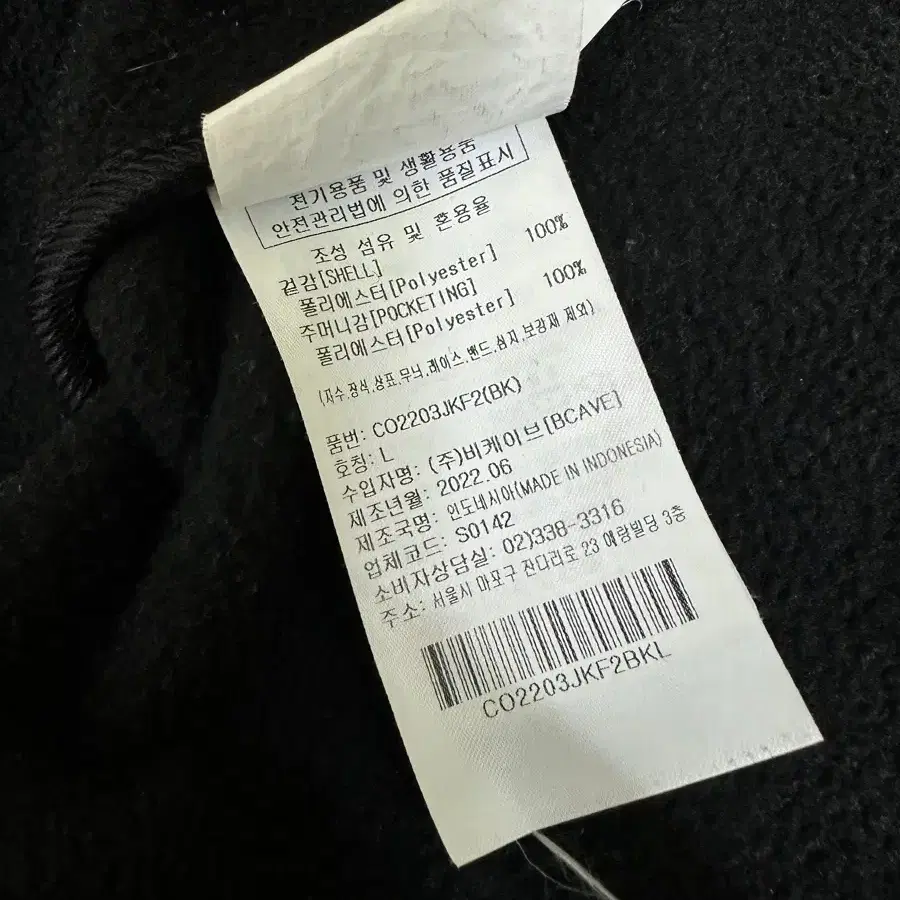 전기용품 및 생활용품
안전관리법에 의한 품질표시
조성 섬유 및 혼용율
겉감[SHELL]
폴리에스터[Polyester] 100%
주머니감[POCKETING]
폴리에스터[Polyester] 100%
(자수,장식,상표,무늬,레이스,밴드,심지,보강재 제외)
품번: CO2203JKF2(BK)
호칭: L
수입자명: (주)비케이브[BCAVE]
제조년월: 2022.06
제조국명: 인도네시아(MADE IN INDONESIA)
업체코드: S0142
소비자상담실: 02)338-3316
주소: 서울시 마포구 잔다리로 23 여람빌딩 3층
CO2203JKF2BKL